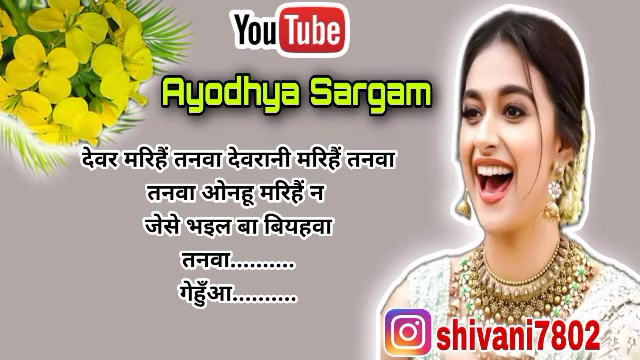 YouTube
Ayodhya Sargam
देवर मरिहैं तनवा देवरानी मरिहैं तनवा
तनवा ओनहू मरिहैं न
जेसे भइल बा बियहवा
तनवा..........
गेहुँआ..........
shivani7802